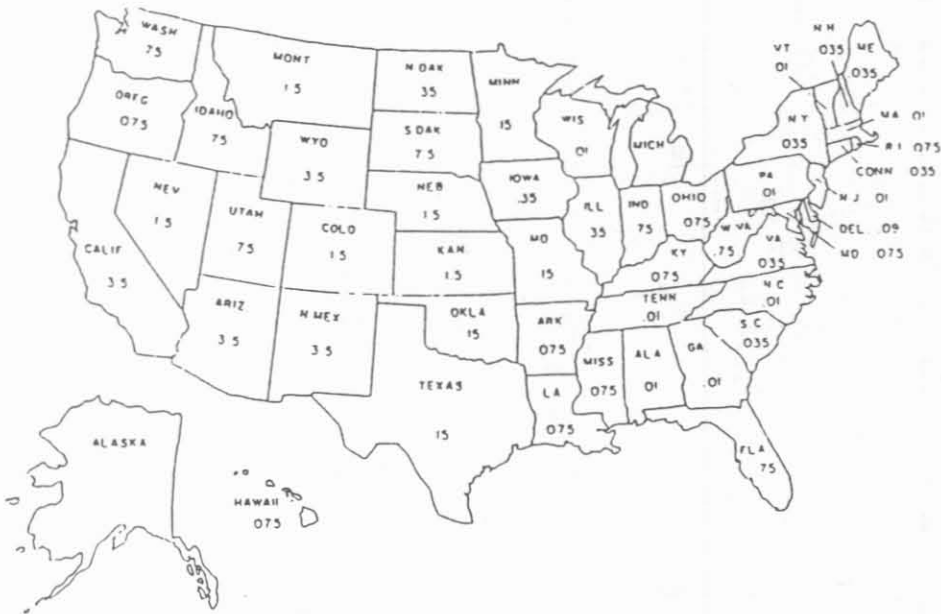 WASH
75
OREG
075
IDAHO
75
MONT
1 5
N.DAK
35
MINN
15
S.DAK
7 5
WYO
3 5
NEV
1 5
UTAH
75
COLO
1 5
NEB
1 5
KAN.
1 5
CALIF
3 5
ARIZ
3 5
N MEX
3 5
OKLA
15
TEXAS
15
WIS
.01
MICH
IOWA
.35
ILL
35
IND
75
OHIO
075
MO
15
KY
075
W VA
.75
VA
035
TENN
.01
N C
.01
S.C
035
ARK
075
LA
075
MISS
075
ALA
01
GA
.01
FLA
75
PA
01
N Y
035
VT
01
N H
035
ME
035
MA 01
R I 075
CONN 035
N J 01
DEL .09
MD 075
ALASKA
HAWAII
075